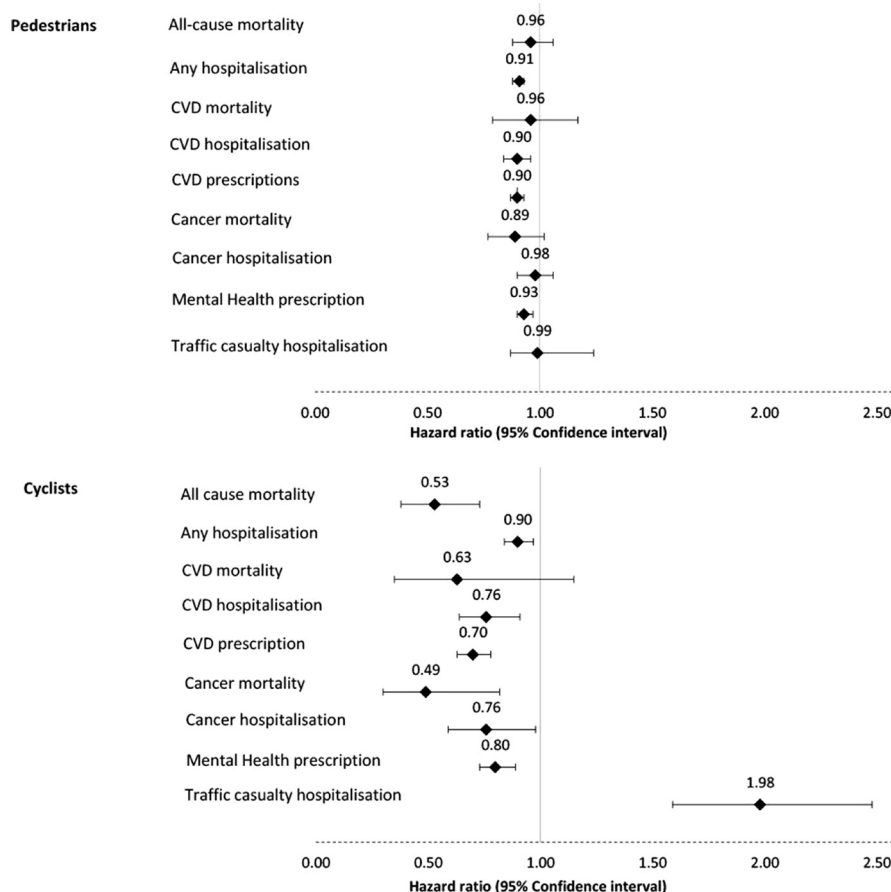 Pedestrians
All-cause mortality 0.96
Any hospitalisation 0.91
CVD mortality 0.96
CVD hospitalisation 0.90
CVD prescriptions 0.90
Cancer mortality 0.89
Cancer hospitalisation 0.98
Mental Health prescription 0.93
Traffic casualty hospitalisation 0.99
0.00 0.50 1.00 1.50 2.00 2.50
Hazard ratio (95% Confidence interval)
Cyclists
All cause mortality 0.53
Any hospitalisation 0.90
CVD mortality 0.63
CVD hospitalisation 0.76
CVD prescription 0.70
Cancer mortality 0.49
Cancer hospitalisation 0.76
Mental Health prescription 0.80
Traffic casualty hospitalisation 1.98
0.00 0.50 1.00 1.50 2.00 2.50
Hazard ratio (95% Confidence interval)